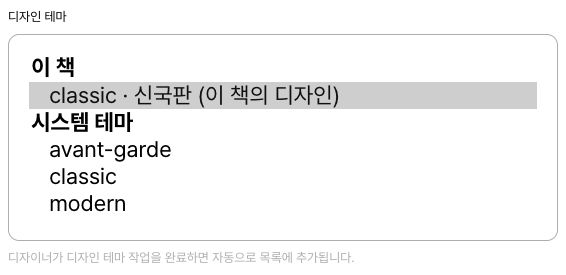 디자인 테마
이 책
classic · 신국판 (이 책의 디자인)
시스템 테마
avant-garde
classic
modern
디자이너가 디자인 테마 작업을 완료하면 자동으로 목록에 추가됩니다.